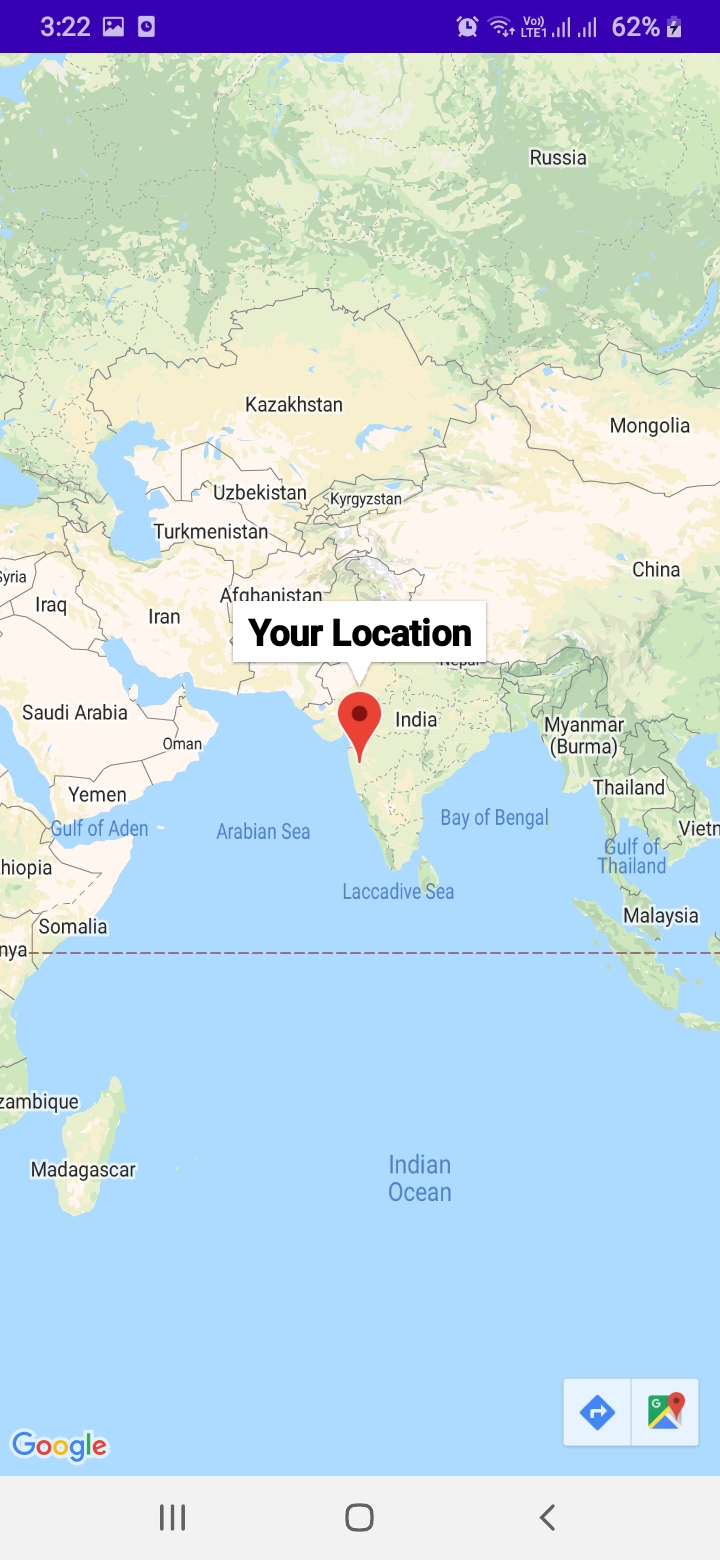 3:22
Vo))
LTE1
62%
Russia
Kazakhstan
Mongolia
Uzbekistan
Kyrgyzstan
Turkmenistan
China
Syria
Afghanistan
Iraq
Iran
Your Location
Nepal
Saudi Arabia
India
Oman
Myanmar
(Burma)
Yemen
Thailand
Gulf of Aden
Arabian Sea
Bay of Bengal
Vietn
Gulf of
Thailand
hiopia
Laccadive Sea
Malaysia
Somalia
nya
zambique
Madagascar
Indian
Ocean
G
Google